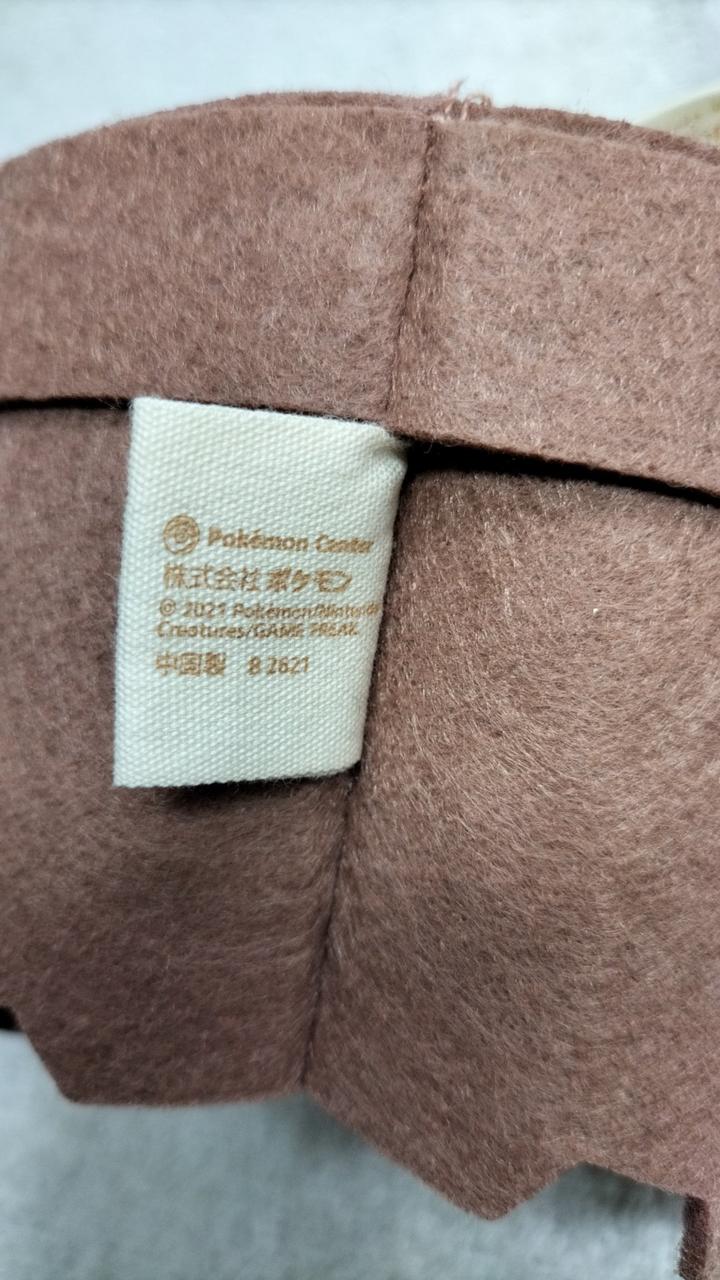 Pokémon Center
株式会社ポケモン
© 2021 Pokémon/Nintendo
Creatures/GAME FREAK.
中国製 B 2621